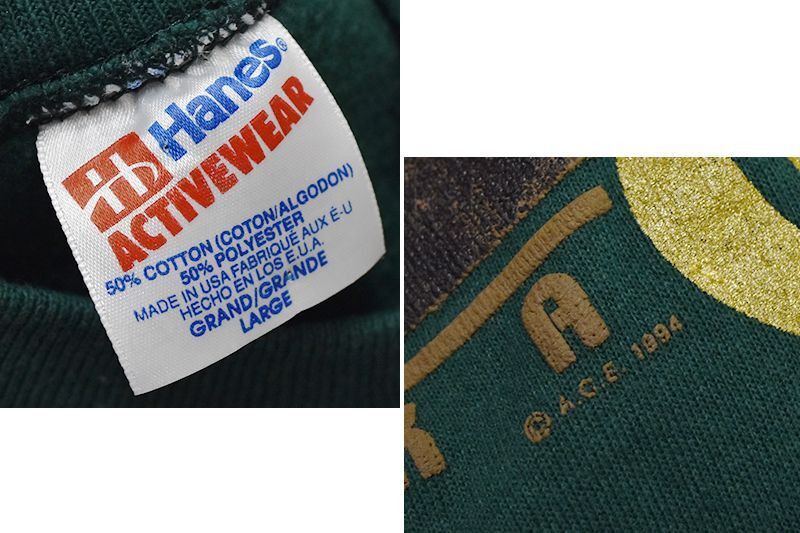 Hanes®
ACTIVEWEAR
50% COTTON (COTON/ALGODON)
50% POLYESTER
MADE IN USA FABRIQUÉ AUX É-U
HECHO EN LOS E.U.A.
GRAND/GRANDE
LARGE
A
© A.C.E. 1994
R